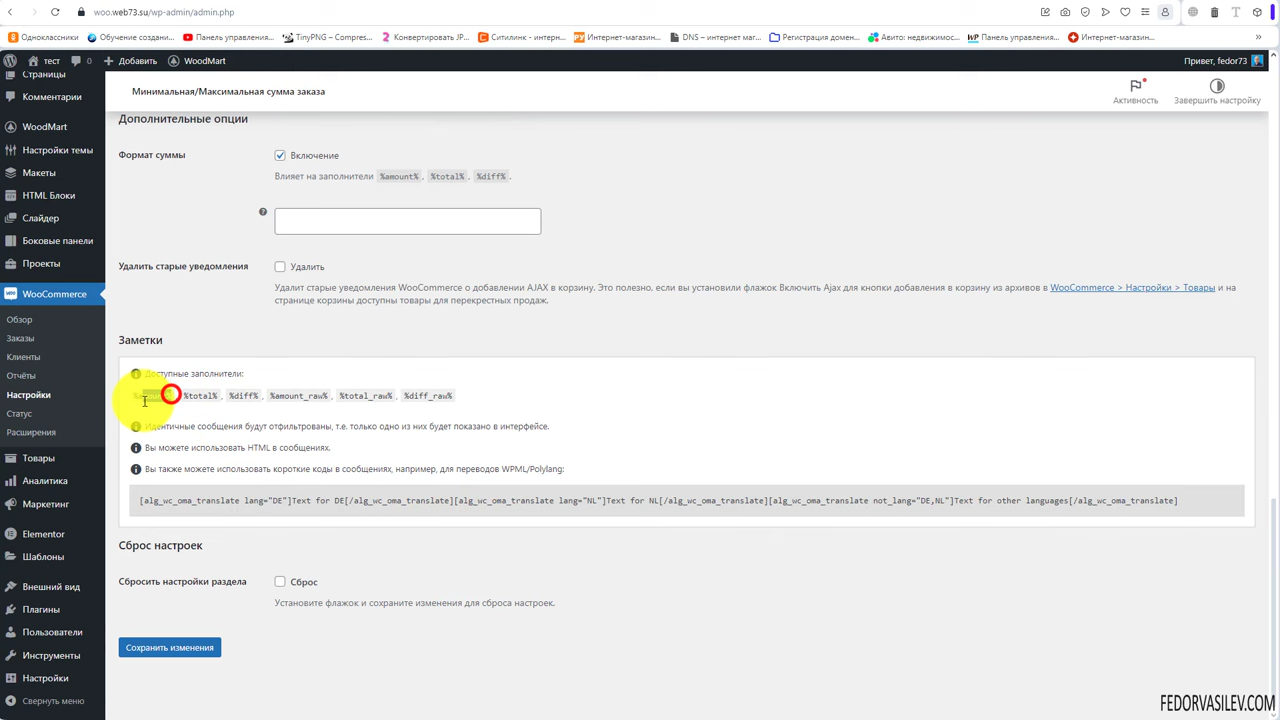 woo.web73.su/wp-admin/admin.php
Одноклассники
Обучение создани...
Панель управления...
TinyPNG – Compres...
Конвертировать JP...
Ситилинк - интерн...
Интернет-магазин...
DNS – интернет маг...
Регистрация домен...
Авито: недвижимос...
Панель управления...
Интернет-магазин...
тест
0
Добавить
WoodMart
Привет, fedor73
Страницы
Комментарии
WoodMart
Настройки темы
Макеты
HTML Блоки
Слайдер
Боковые панели
Проекты
WooCommerce
Обзор
Заказы
Клиенты
Отчёты
Настройки
Статус
Расширения
Товары
Аналитика
Маркетинг
Elementor
Шаблоны
Внешний вид
Плагины
Пользователи
Инструменты
Настройки
Свернуть меню
Минимальная/Максимальная сумма заказа
Активность
Завершить настройку
Дополнительные опции
Формат суммы
Включение
Влияет на заполнители %amount%, %total%, %diff%.
Удалить старые уведомления
Удалить
Удалить старые уведомления WooCommerce о добавлении AJAX в корзину. Это полезно, если вы установили флажок Включить Ajax для кнопки добавления в корзину из архивов в WooCommerce > Настройки > Товары и на
странице корзины доступны товары для перекрестных продаж.
Заметки
Доступные заполнители:
%total%, %diff%, %amount_raw%, %total_raw%, %diff_raw%
Идентичные сообщения будут отфильтрованы, т.е. только одно из них будет показано в интерфейсе.
Вы можете использовать HTML в сообщениях.
Вы также можете использовать короткие коды в сообщениях, например, для переводов WPML/Polylang:
[alg_wc_oma_translate lang="DE"]Text for DE[/alg_wc_oma_translate][alg_wc_oma_translate lang="NL"]Text for NL[/alg_wc_oma_translate][alg_wc_oma_translate not_lang="DE,NL"]Text for other languages[/alg_wc_oma_translate]
Сброс настроек
Сбросить настройки раздела
Сброс
Установите флажок и сохраните изменения для сброса настроек.
Сохранить изменения
FEDORVASILEV.COM